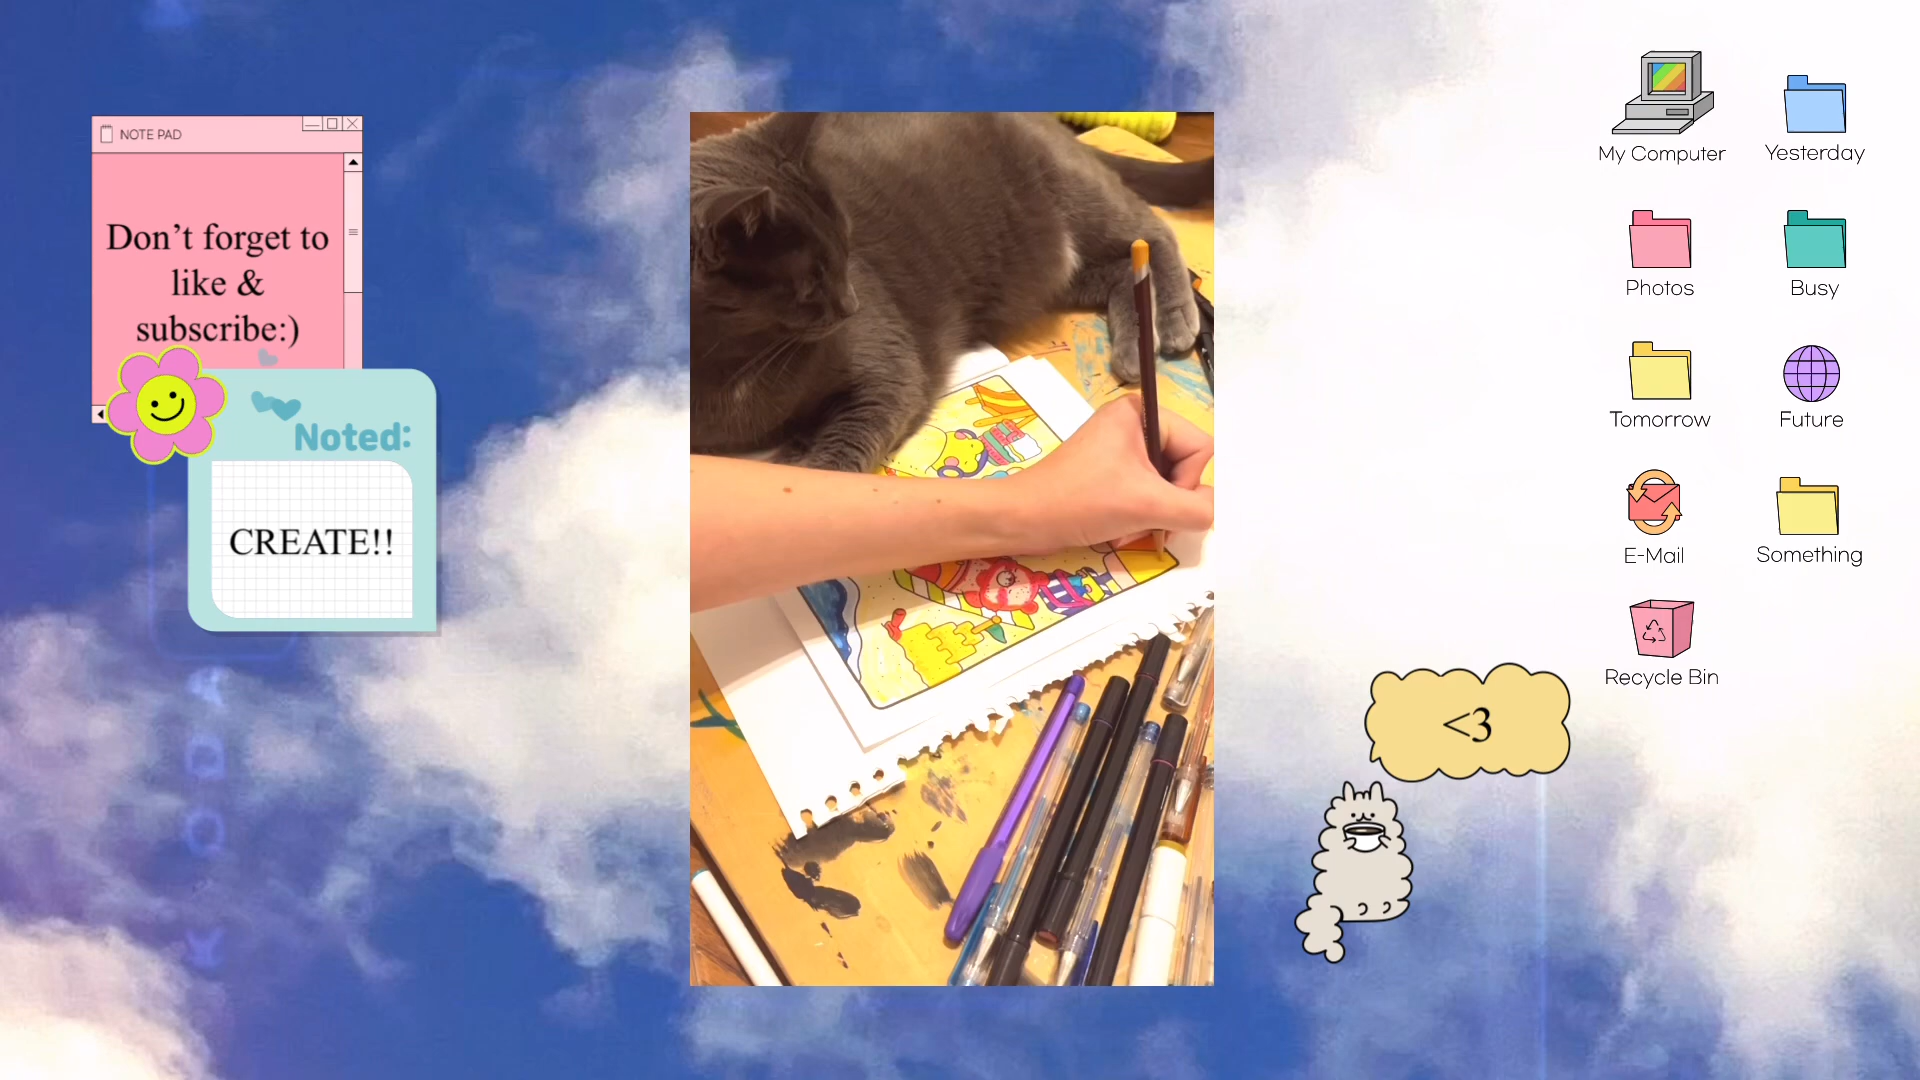 NOTE PAD
Don't forget to
like &
subscribe:)
Noted:
CREATE!!
My Computer
Yesterday
Photos
Busy
Tomorrow
Future
E-Mail
Something
Recycle Bin
<3